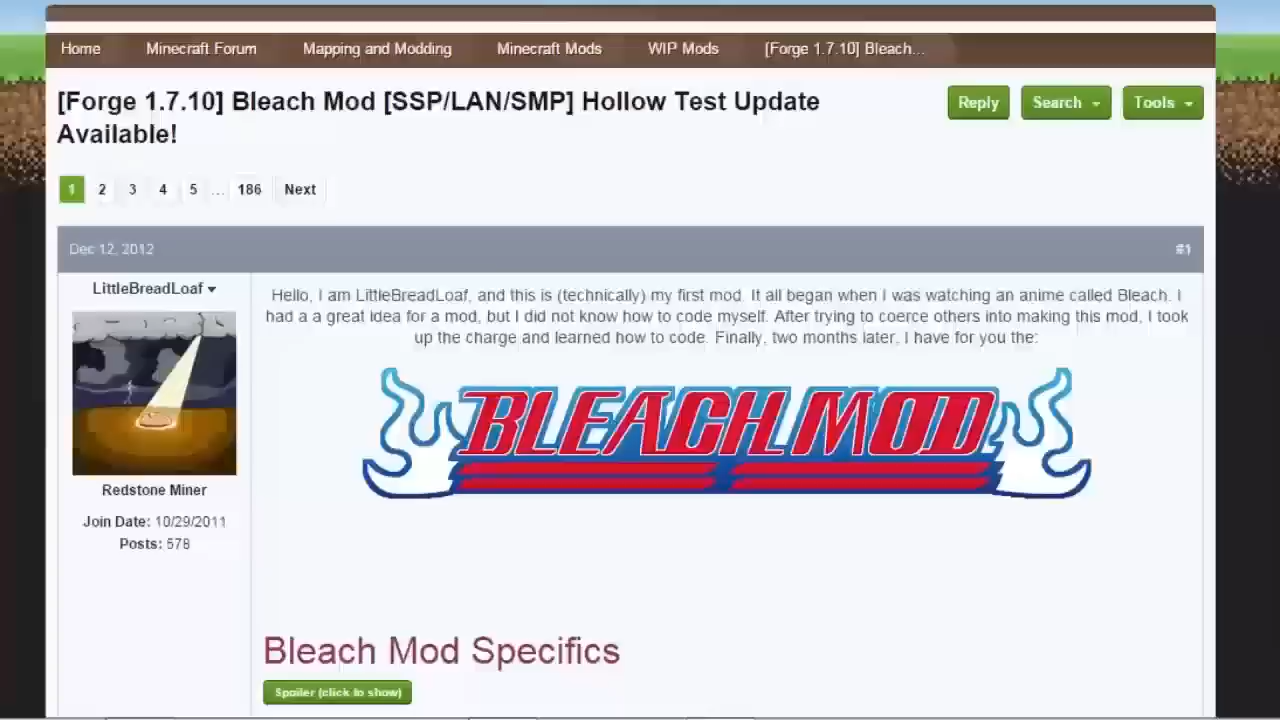 Home Minecraft Forum Mapping and Modding Minecraft Mods WIP Mods [Forge 1.7.10] Bleach...
[Forge 1.7.10] Bleach Mod [SSP/LAN/SMP] Hollow Test Update
Available!
Reply Search Tools
1 2 3 4 5 ... 186 Next
Dec 12, 2012 #1
LittleBreadLoaf
Redstone Miner
Join Date: 10/29/2011
Posts: 578
Hello, I am LittleBreadLoaf, and this is (technically) my first mod. It all began when I was watching an anime called Bleach. I
had a a great idea for a mod, but I did not know how to code myself. After trying to coerce others into making this mod, I took
up the charge and learned how to code. Finally, two months later, I have for you the:
BLEACH MOD
Bleach Mod Specifics
Spoiler (click to show)